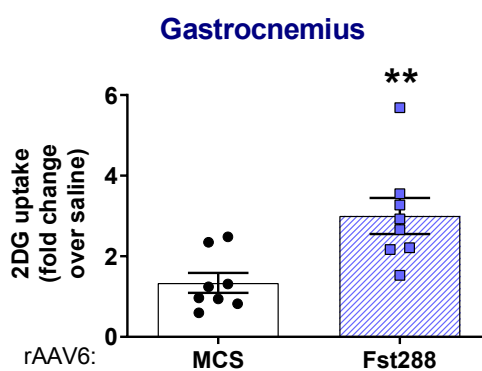 Gastrocnemius
**
2DG uptake
(fold change
over saline)
6
4
2
0
rAAV6: MCS Fst288